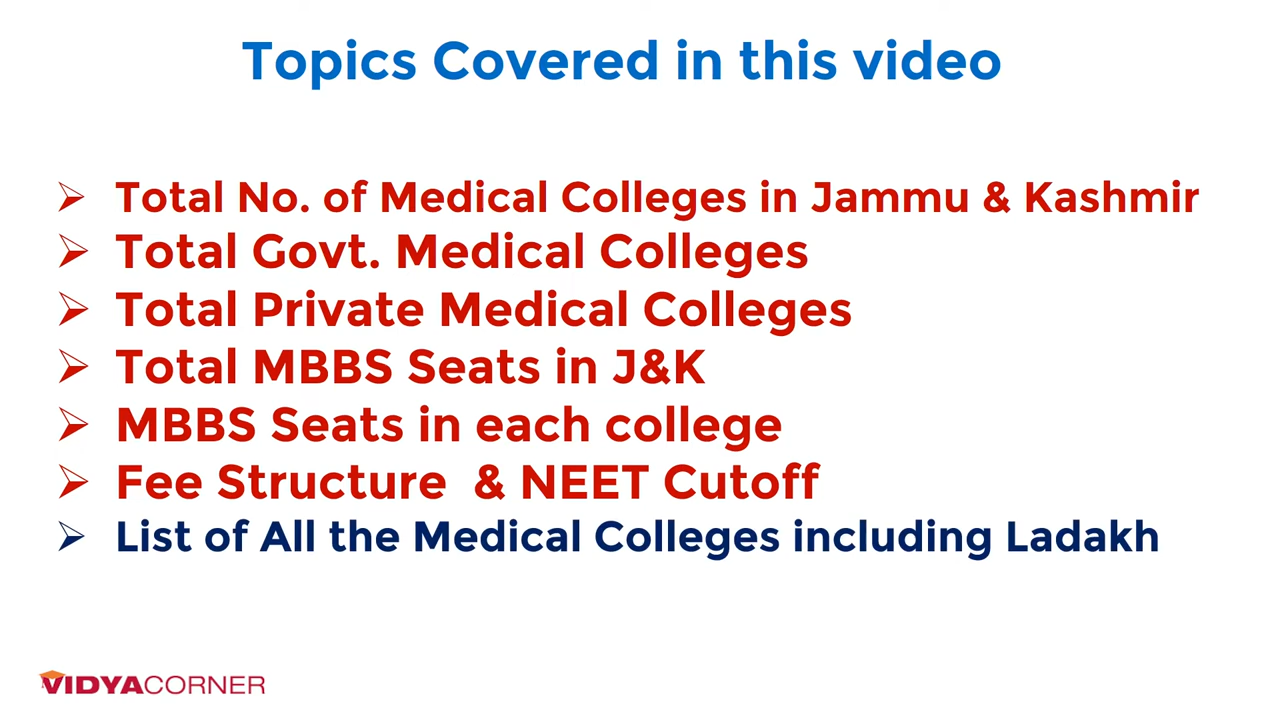 Topics Covered in this video
Total No. of Medical Colleges in Jammu & Kashmir
Total Govt. Medical Colleges
Total Private Medical Colleges
Total MBBS Seats in J&K
MBBS Seats in each college
Fee Structure & NEET Cutoff
List of All the Medical Colleges including Ladakh
VIDYACORNER